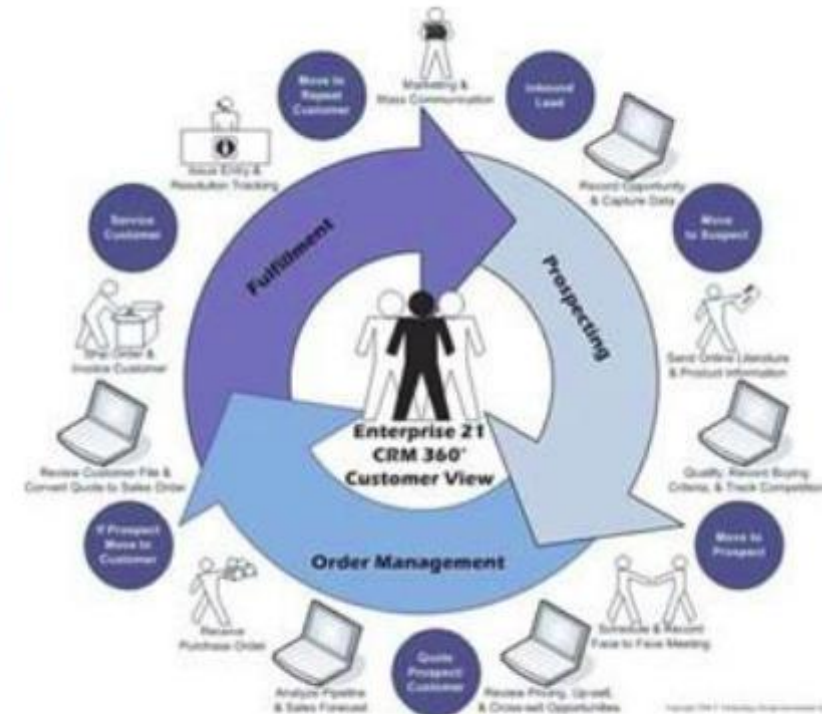 Marketing &
Mass Communication
Inbound
Lead
Record Opportunity
& Capture Data
Move
to Suspect
Send Online Literature
& Product Information
Qualify, Record Buying
Criteria, & Track Competition
Move to
Prospect
Schedule & Record
Face to Face Meeting
Review Pricing, Up-sell,
& Cross-sell Opportunities
Quote
Prospect
Customer
Analyze Pipeline
& Sales Forecast
Receive
Purchase Order
If Prospect
Move to
Customer
Review Customer File &
Convert Quote to Sales Order
Ship Order &
Invoice Customer
Service
Customer
Issue Entry &
Resolution Tracking
Move to
Repeat
Customer
Fulfillment
Prospecting
Order Management
Enterprise 21
CRM 360°
Customer View